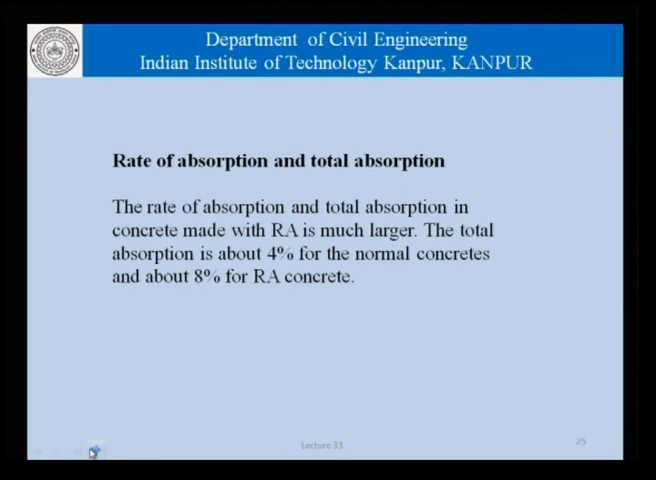 Department of Civil Engineering
Indian Institute of Technology Kanpur, KANPUR
Rate of absorption and total absorption
The rate of absorption and total absorption in
concrete made with RA is much larger. The total
absorption is about 4% for the normal concretes
and about 8% for RA concrete.
Lecture 33
25